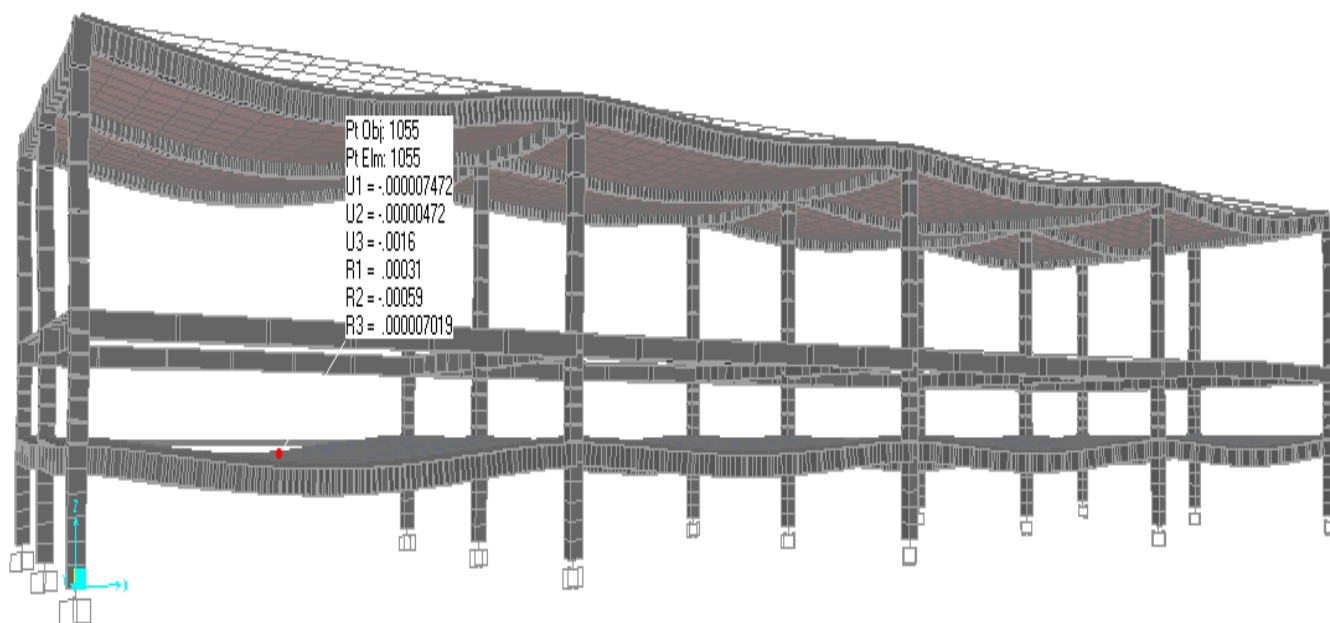 Pt Obj: 1055
Pt Elm: 1055
U1 = -.000007472
U2 = -.00000472
U3 = -.0016
R1 = .00031
R2 = -.00059
R3 = .000007019
Z